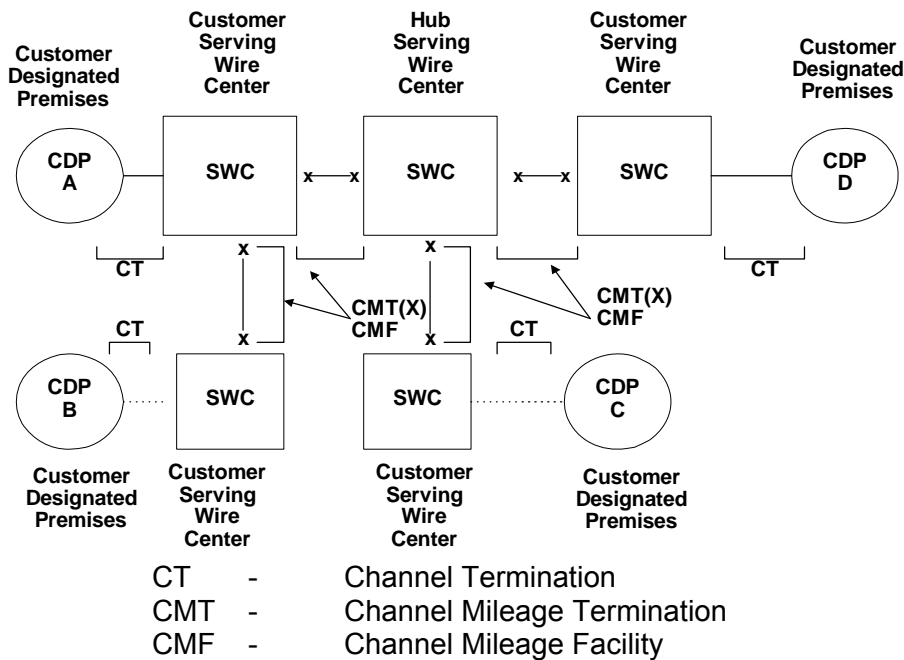 Customer
Serving
Wire
Center
Hub
Serving
Wire
Center
Customer
Serving
Wire
Center
Customer
Designated
Premises
Customer
Designated
Premises
CDP
A
SWC
x x
SWC
x x
SWC
CDP
D
CT
x
x
CMT(X)
CMF
x
x
CMT(X)
CMF
CT
CT
CDP
B
SWC
SWC
CT
CDP
C
Customer
Designated
Premises
Customer
Serving
Wire
Center
Customer
Serving
Wire
Center
Customer
Designated
Premises
CT - Channel Termination
CMT - Channel Mileage Termination
CMF - Channel Mileage Facility